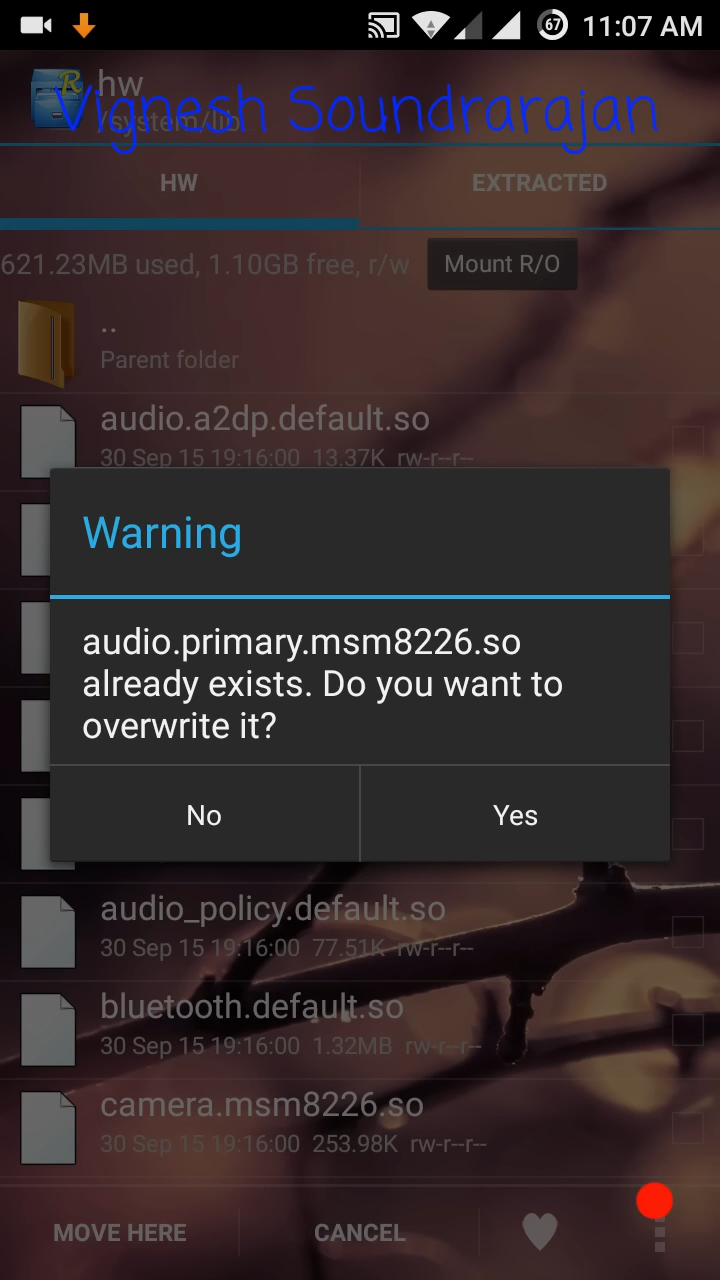 67 11:07 AM
hw
/system/lib
Vignesh Soundrarajan
HW EXTRACTED
621.23MB used, 1.10GB free, r/w Mount R/O
..
Parent folder
audio.a2dp.default.so
30 Sep 15 19:16:00 13.37K rw-r--r--
Warning
audio.primary.msm8226.so
already exists. Do you want to
overwrite it?
No Yes
audio_policy.default.so
30 Sep 15 19:16:00 77.51K rw-r--r--
bluetooth.default.so
30 Sep 15 19:16:00 1.32MB rw-r--r--
camera.msm8226.so
30 Sep 15 19:16:00 253.98K rw-r--r--
MOVE HERE CANCEL